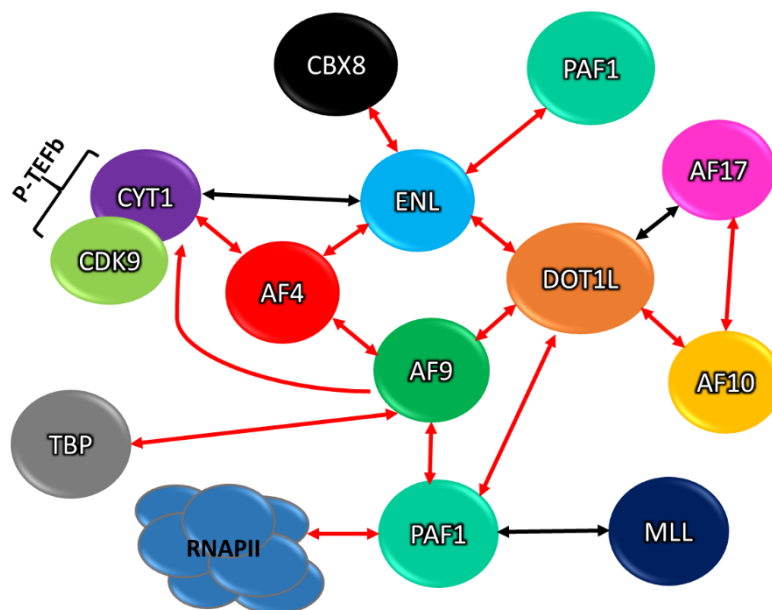 CBX8
PAF1
P-TEFb
CYT1
ENL
AF17
CDK9
AF4
DOT1L
AF9
AF10
TBP
RNAPII
PAF1
MLL